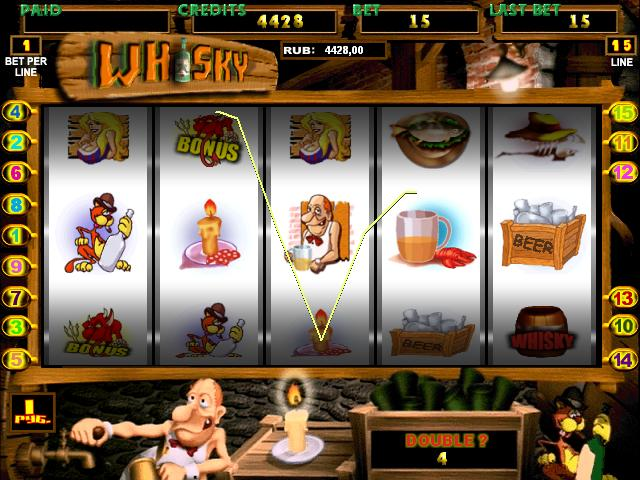 PAID CREDITS BET LAST BET
4428 15 15
1 WHISKY RUB: 4428,00 15
BET PER LINE
LINE
4 15
2 BONUS 11
6 12
8
1 BEER
9
7 13
3 BONUS BEER WHISKY 10
5 14
1
РУБ.
DOUBLE ?
4